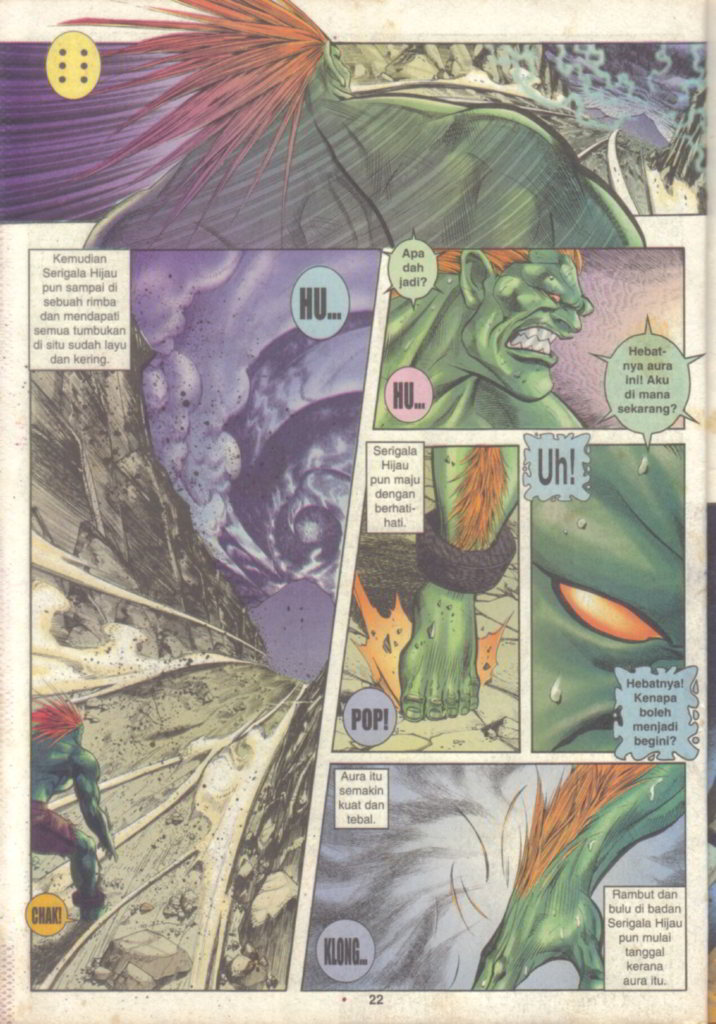 Kemudian
Serigala Hijau
pun sampai di
sebuah rimba
dan mendapati
semua tumbukan
di situ sudah layu
dan kering.
HU...
CHAK!
Apa
dah
jadi?
HU...
Hebat-
nya aura
ini! Aku
di mana
sekarang?
Serigala
Hijau
pun maju
dengan
berhati-
hati.
POP!
Uh!
Hebatnya!
Kenapa
boleh
menjadi
begini?
Aura itu
semakin
kuat dan
tebal.
KLONG...
Rambut dan
bulu di badan
Serigala Hijau
pun mulai
tanggal
kerana
aura itu.
22